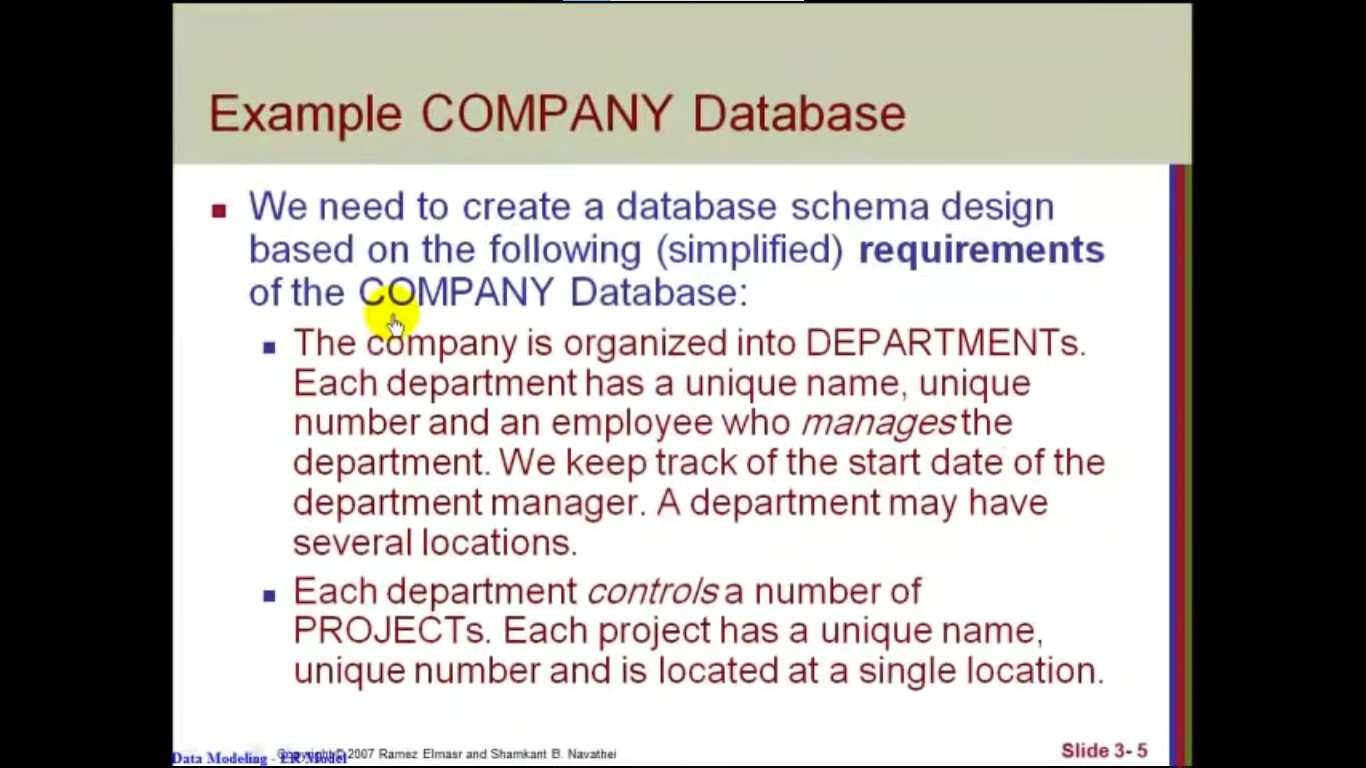 Example COMPANY Database
We need to create a database schema design
based on the following (simplified) requirements
of the COMPANY Database:
The company is organized into DEPARTMENTs.
Each department has a unique name, unique
number and an employee who manages the
department. We keep track of the start date of the
department manager. A department may have
several locations.
Each department controls a number of
PROJECTs. Each project has a unique name,
unique number and is located at a single location.
Data Modeling - ER Model
Copyright © 2007 Ramez Elmasr and Shamkant B. Navathei
Slide 3- 5